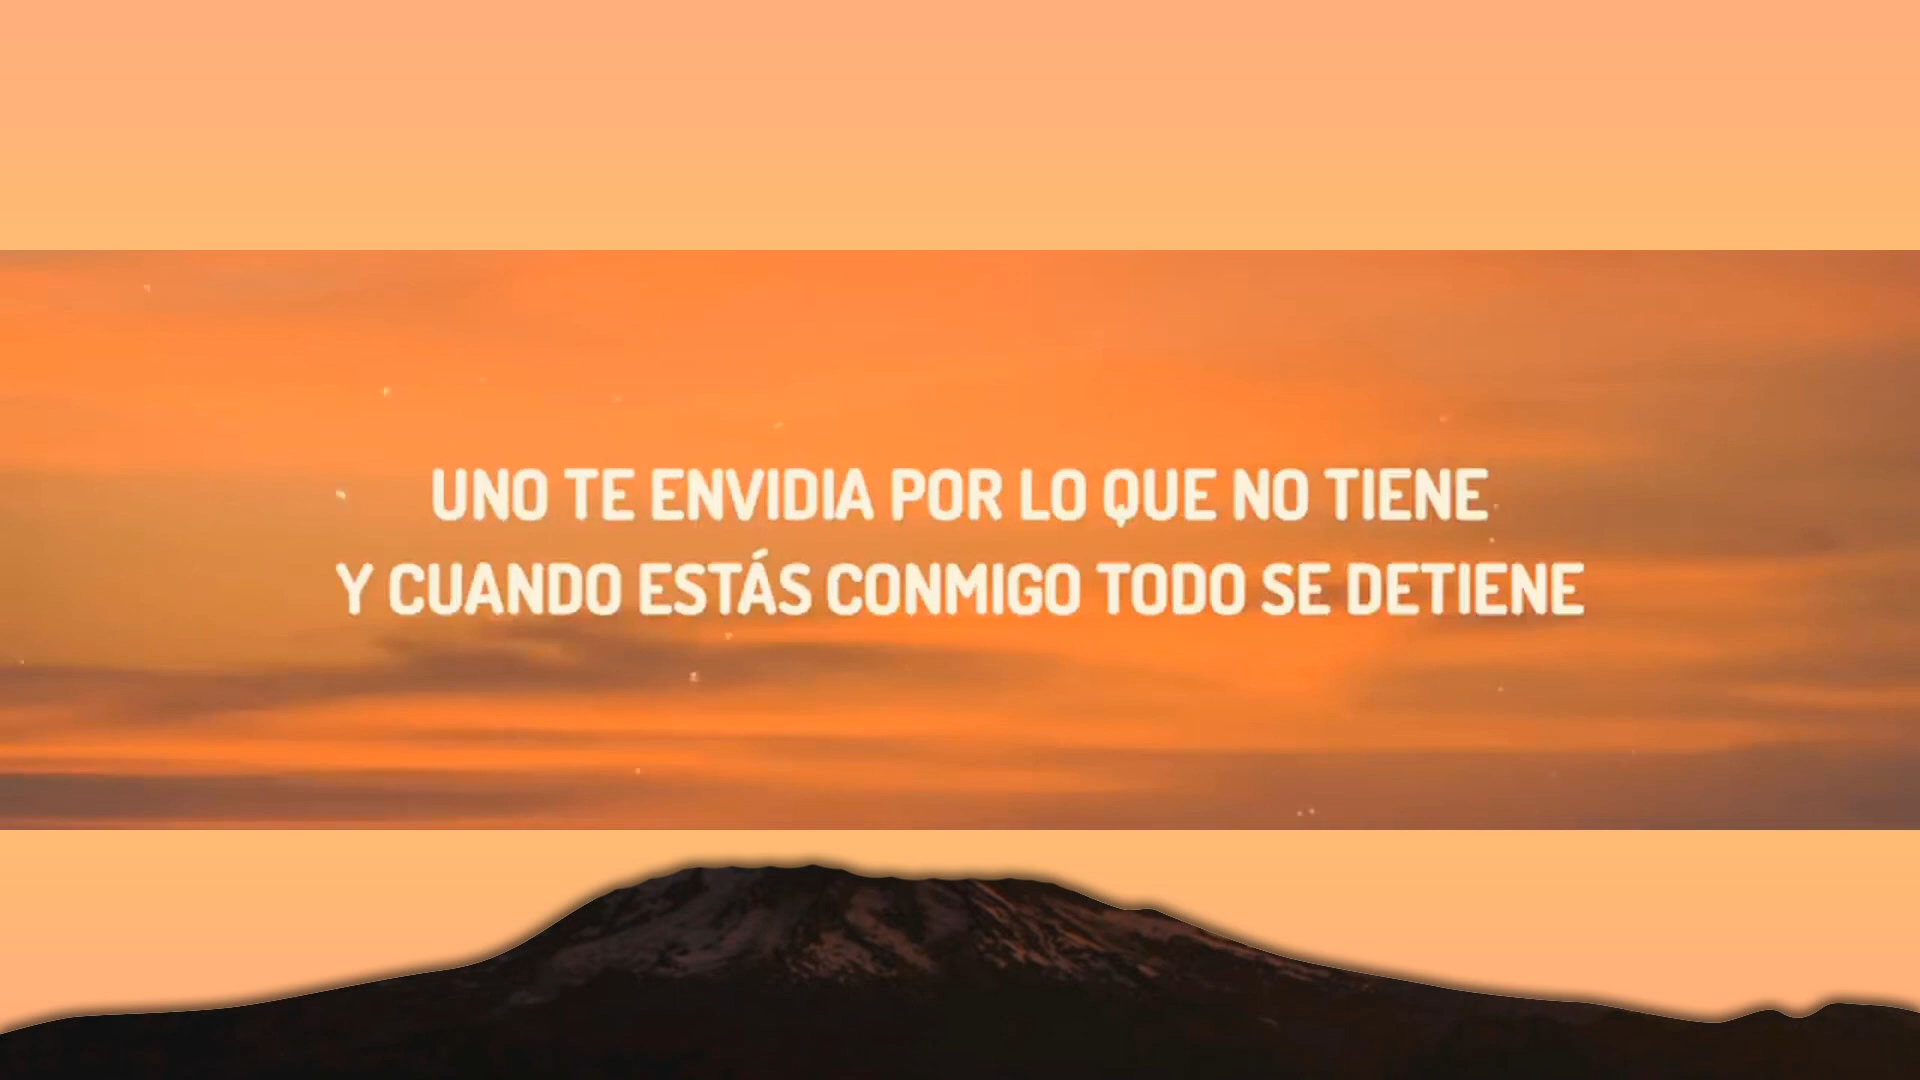 UNO TE ENVIDIA POR LO QUE NO TIENE
Y CUANDO ESTÁS CONMIGO TODO SE DETIENE